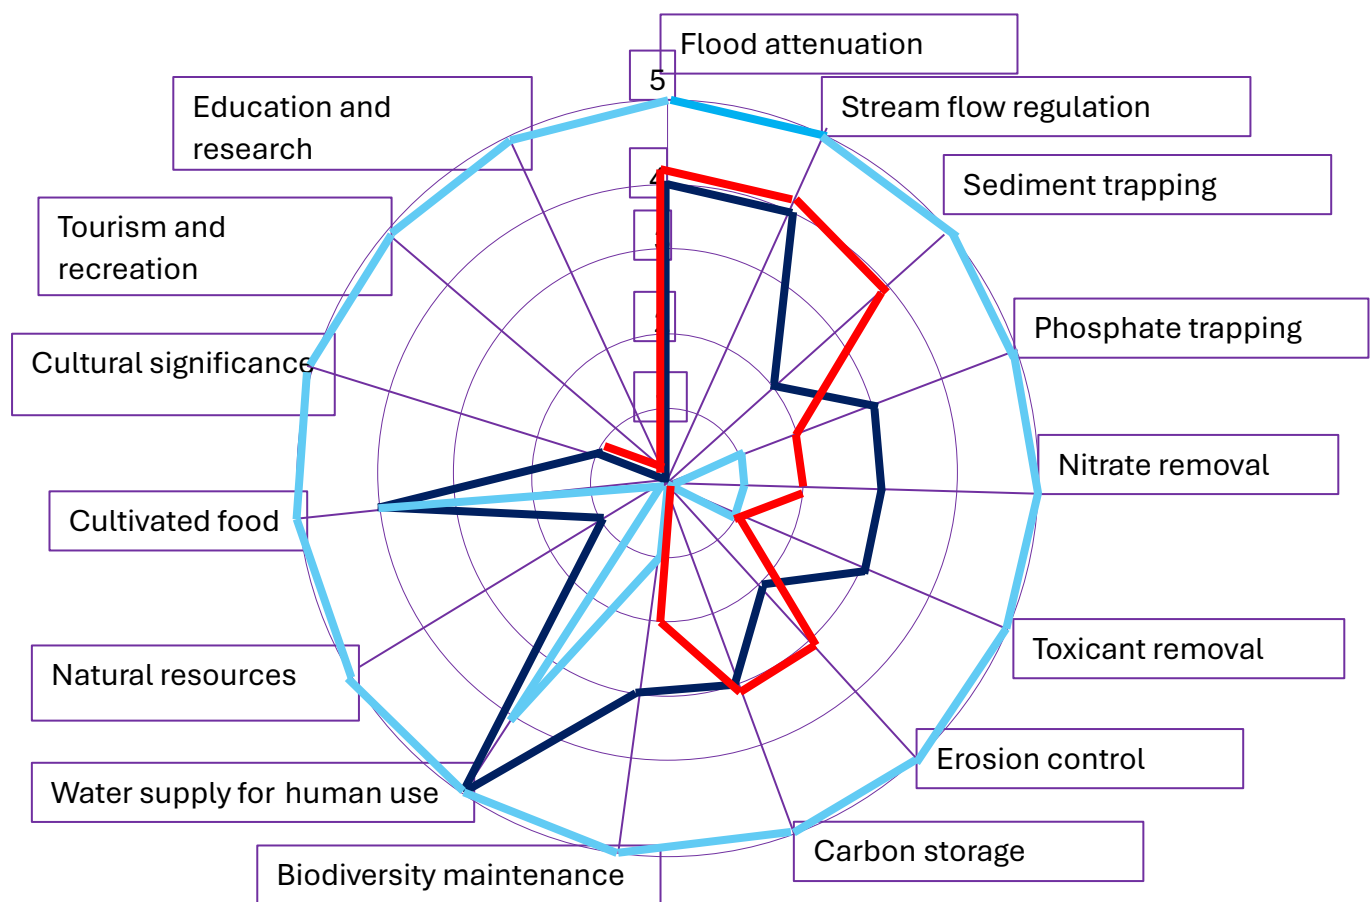 Flood attenuation
5
Education and
research
Stream flow regulation
4
Sediment trapping
Tourism and
recreation
Phosphate trapping
Cultural significance
Nitrate removal
Cultivated food
Toxicant removal
Natural resources
Erosion control
Water supply for human use
Carbon storage
Biodiversity maintenance